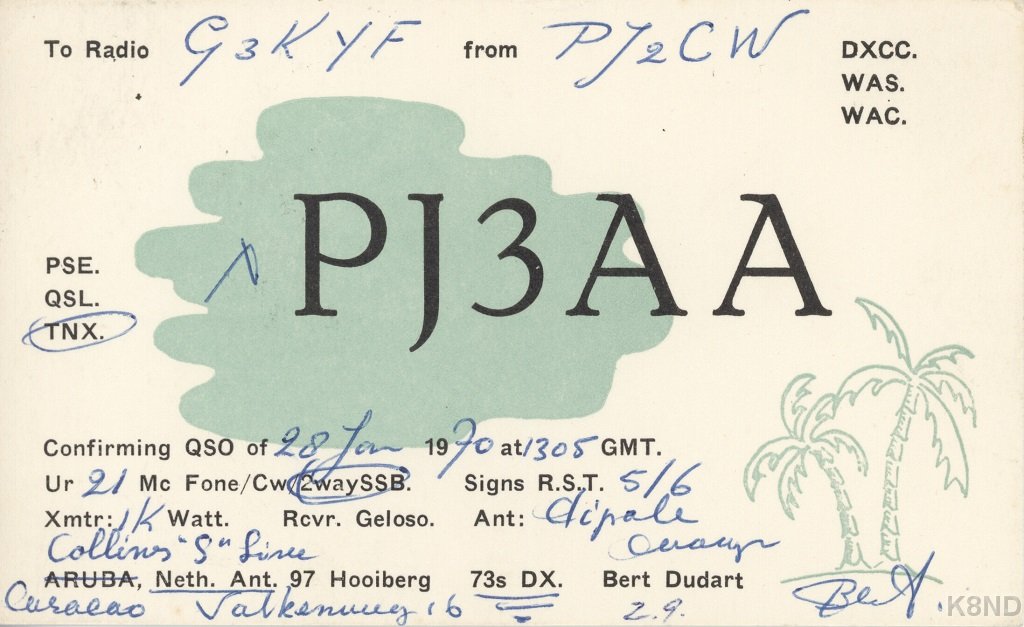 To Radio G3KYF from PJ2CW DXCC.
WAS.
WAC.
PJ3AA
PSE.
QSL.
TNX.
Confirming QSO of 28 Jan 1970 at 1305 GMT.
Ur 21 Mc Fone/Cw 2waySSB. Signs R.S.T. 5/6
Xmtr: 1K Watt. Rcvr. Geloso. Ant: dipole
Collins "S" Line
ARUBA, Neth. Ant. 97 Hooiberg 73s DX. Bert Dudart
Curacao 16 2.9. Bert.
K8ND